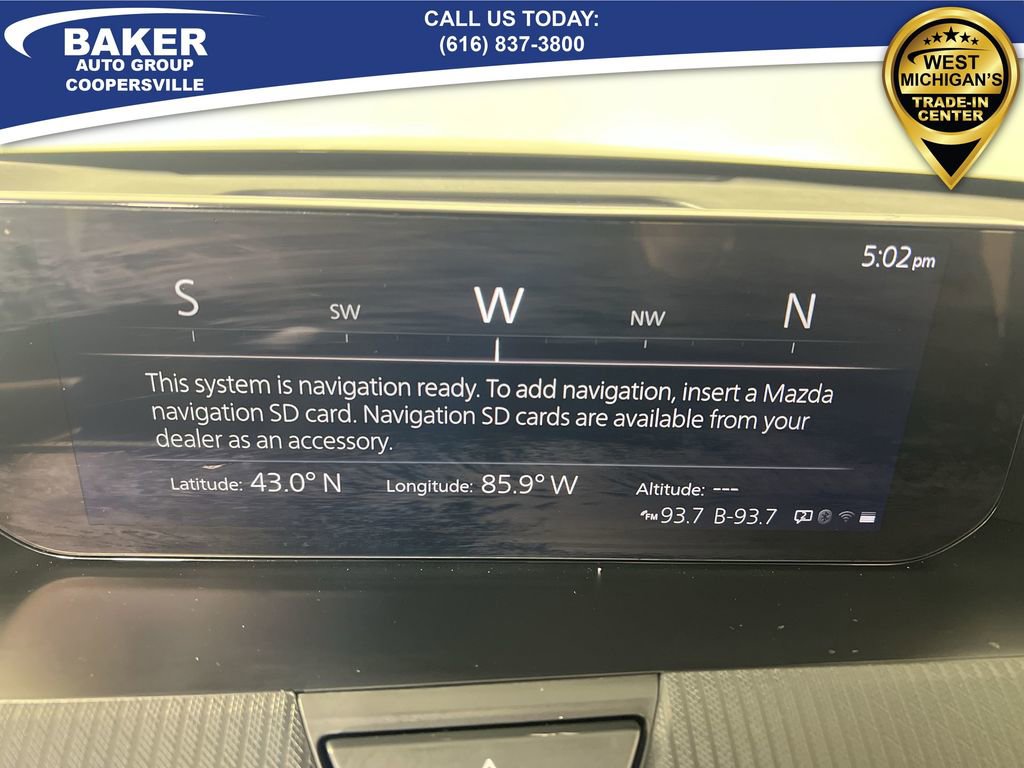 BAKER
AUTO GROUP
COOPERSVILLE
CALL US TODAY:
(616) 837-3800
WEST
MICHIGAN'S
TRADE-IN
CENTER
5:02pm
S SW W NW N
This system is navigation ready. To add navigation, insert a Mazda
navigation SD card. Navigation SD cards are available from your
dealer as an accessory.
Latitude: 43.0° N Longitude: 85.9° W Altitude: ---
FM 93.7 B-93.7 2